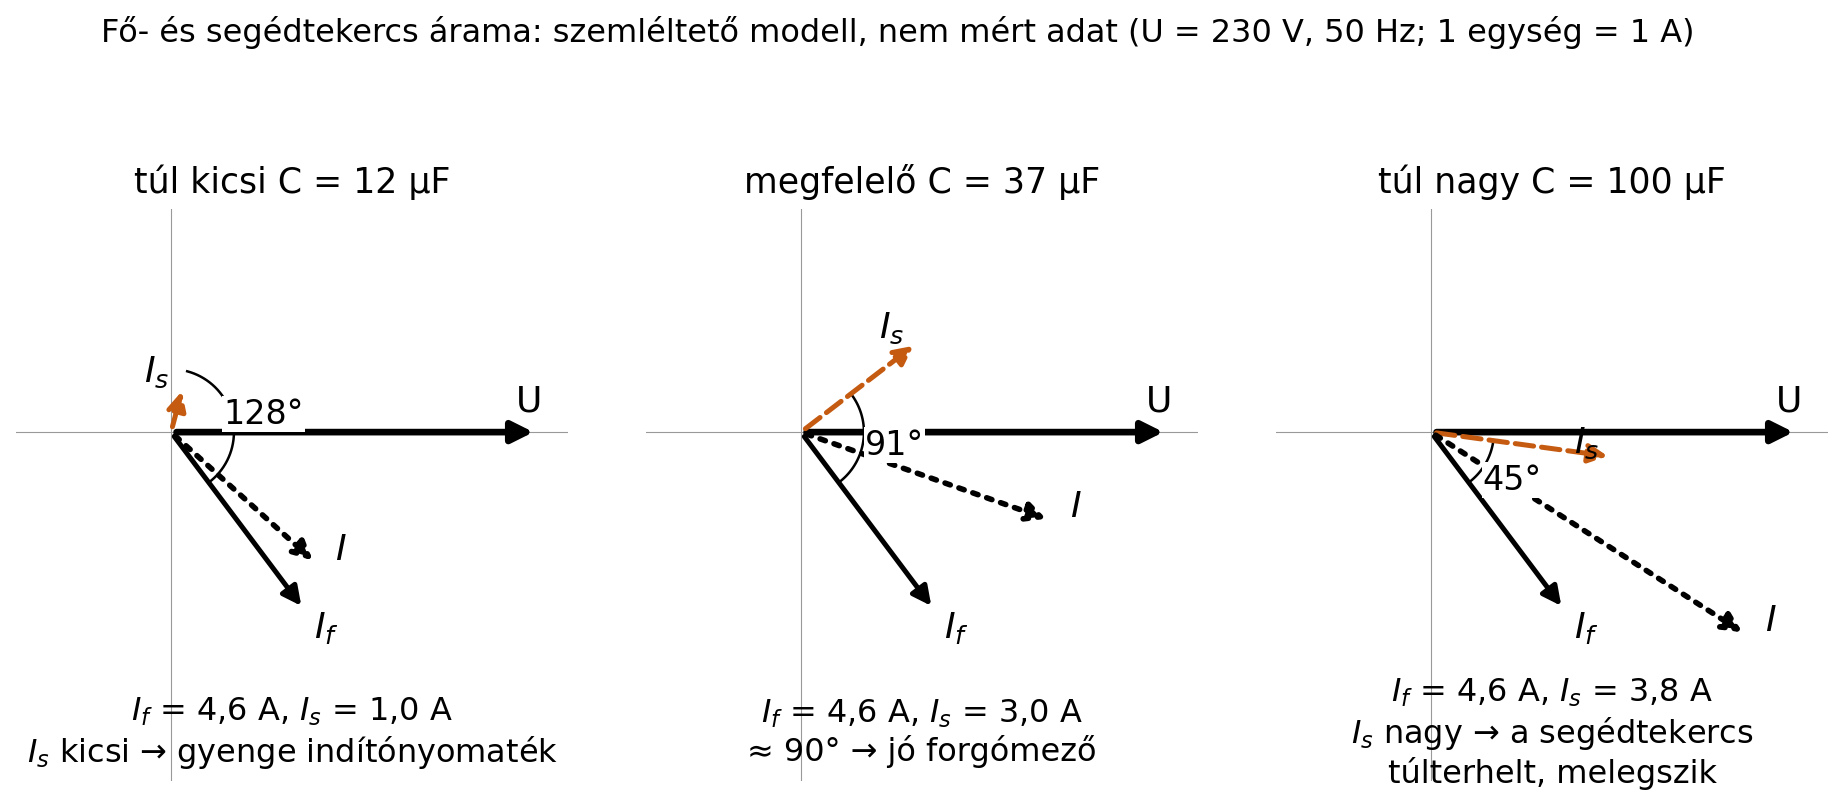 Fő- és segédtekercs árama: szemléltető modell, nem mért adat (U = 230 V, 50 Hz; 1 egység = 1 A)
túl kicsi C = 12 µF
I_s
128°
U
I
I_f
I_f = 4,6 A, I_s = 1,0 A
I_s kicsi → gyenge indítónyomaték
megfelelő C = 37 µF
I_s
U
91°
I
I_f
I_f = 4,6 A, I_s = 3,0 A
≈ 90° → jó forgómező
túl nagy C = 100 µF
U
I_s
45°
I
I_f
I_f = 4,6 A, I_s = 3,8 A
I_s nagy → a segédtekercs
túlterhelt, melegszik